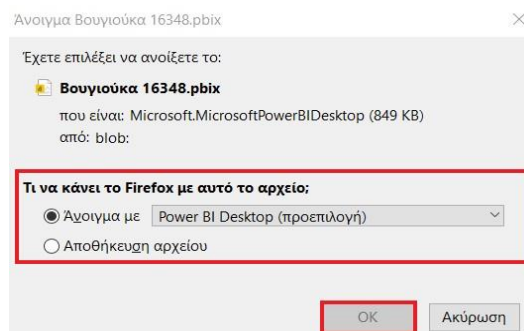 Άνοιγμα Βουγιούκα 16348.pbix
Έχετε επιλέξει να ανοίξετε το:
Βουγιούκα 16348.pbix
που είναι: Microsoft.MicrosoftPowerBIDesktop (849 KB)
από: blob:
Τι να κάνει το Firefox με αυτό το αρχείο;
Άνοιγμα με Power BI Desktop (προεπιλογή)
Αποθήκευση αρχείου
OK Ακύρωση